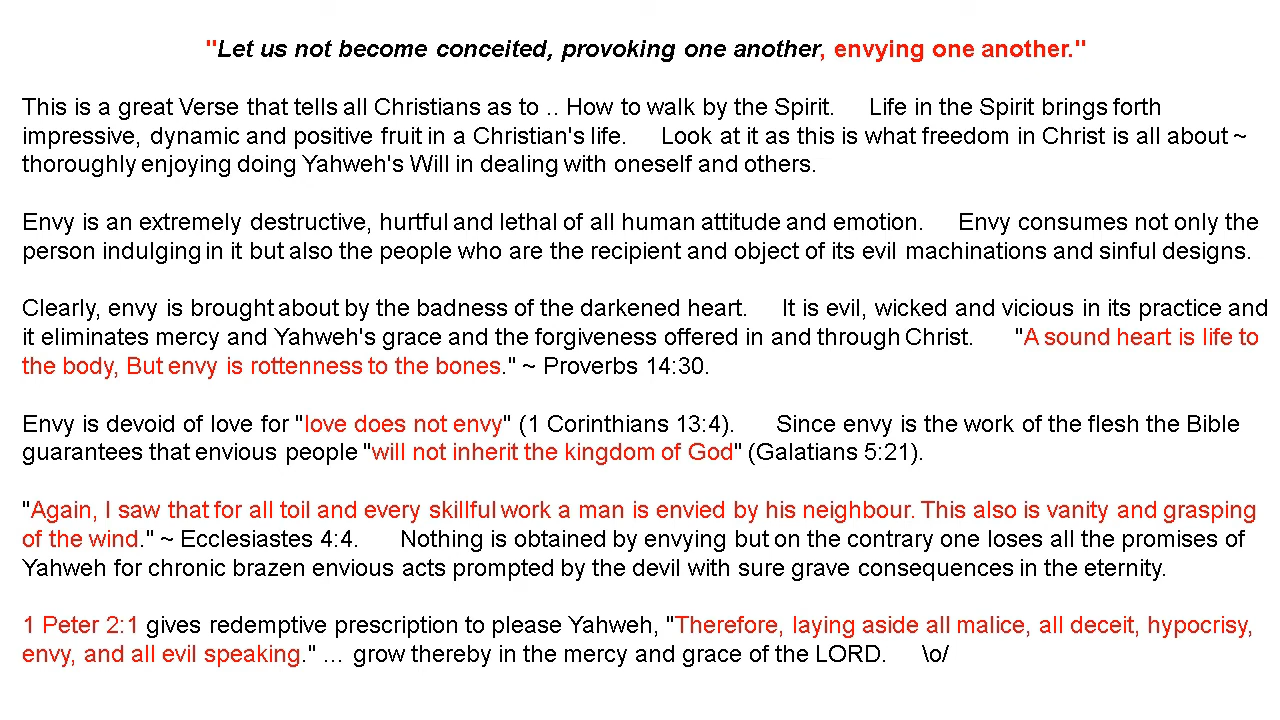 "Let us not become conceited, provoking one another, envying one another."
This is a great Verse that tells all Christians as to .. How to walk by the Spirit. Life in the Spirit brings forth
impressive, dynamic and positive fruit in a Christian's life. Look at it as this is what freedom in Christ is all about ~
thoroughly enjoying doing Yahweh's Will in dealing with oneself and others.
Envy is an extremely destructive, hurtful and lethal of all human attitude and emotion. Envy consumes not only the
person indulging in it but also the people who are the recipient and object of its evil machinations and sinful designs.
Clearly, envy is brought about by the badness of the darkened heart. It is evil, wicked and vicious in its practice and
it eliminates mercy and Yahweh's grace and the forgiveness offered in and through Christ. "A sound heart is life to
the body, But envy is rottenness to the bones." ~ Proverbs 14:30.
Envy is devoid of love for "love does not envy" (1 Corinthians 13:4). Since envy is the work of the flesh the Bible
guarantees that envious people "will not inherit the kingdom of God" (Galatians 5:21).
"Again, I saw that for all toil and every skillful work a man is envied by his neighbour. This also is vanity and grasping
of the wind." ~ Ecclesiastes 4:4. Nothing is obtained by envying but on the contrary one loses all the promises of
Yahweh for chronic brazen envious acts prompted by the devil with sure grave consequences in the eternity.
1 Peter 2:1 gives redemptive prescription to please Yahweh, "Therefore, laying aside all malice, all deceit, hypocrisy,
envy, and all evil speaking." ... grow thereby in the mercy and grace of the LORD. \o/